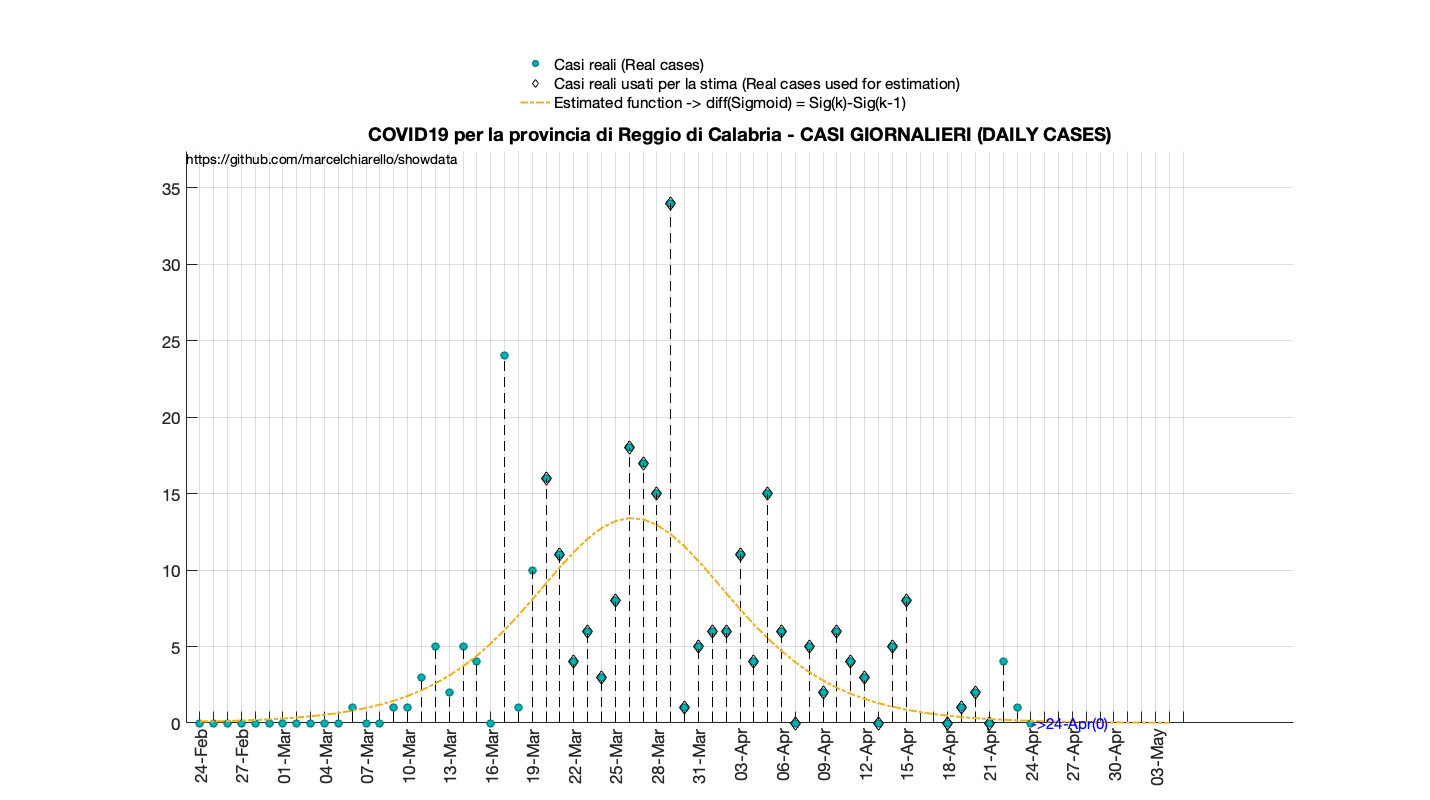 Casi reali (Real cases)
Casi reali usati per la stima (Real cases used for estimation)
Estimated function -> diff(Sigmoid) = Sig(k)-Sig(k-1)
COVID19 per la provincia di Reggio di Calabria - CASI GIORNALIERI (DAILY CASES)
https://github.com/marcelchiarello/showdata
35
30
25
20
15
10
5
0
->24-Apr(0)
24-Feb
27-Feb
01-Mar
04-Mar
07-Mar
10-Mar
13-Mar
16-Mar
19-Mar
22-Mar
25-Mar
28-Mar
31-Mar
03-Apr
06-Apr
09-Apr
12-Apr
15-Apr
18-Apr
21-Apr
24-Apr
27-Apr
30-Apr
03-May